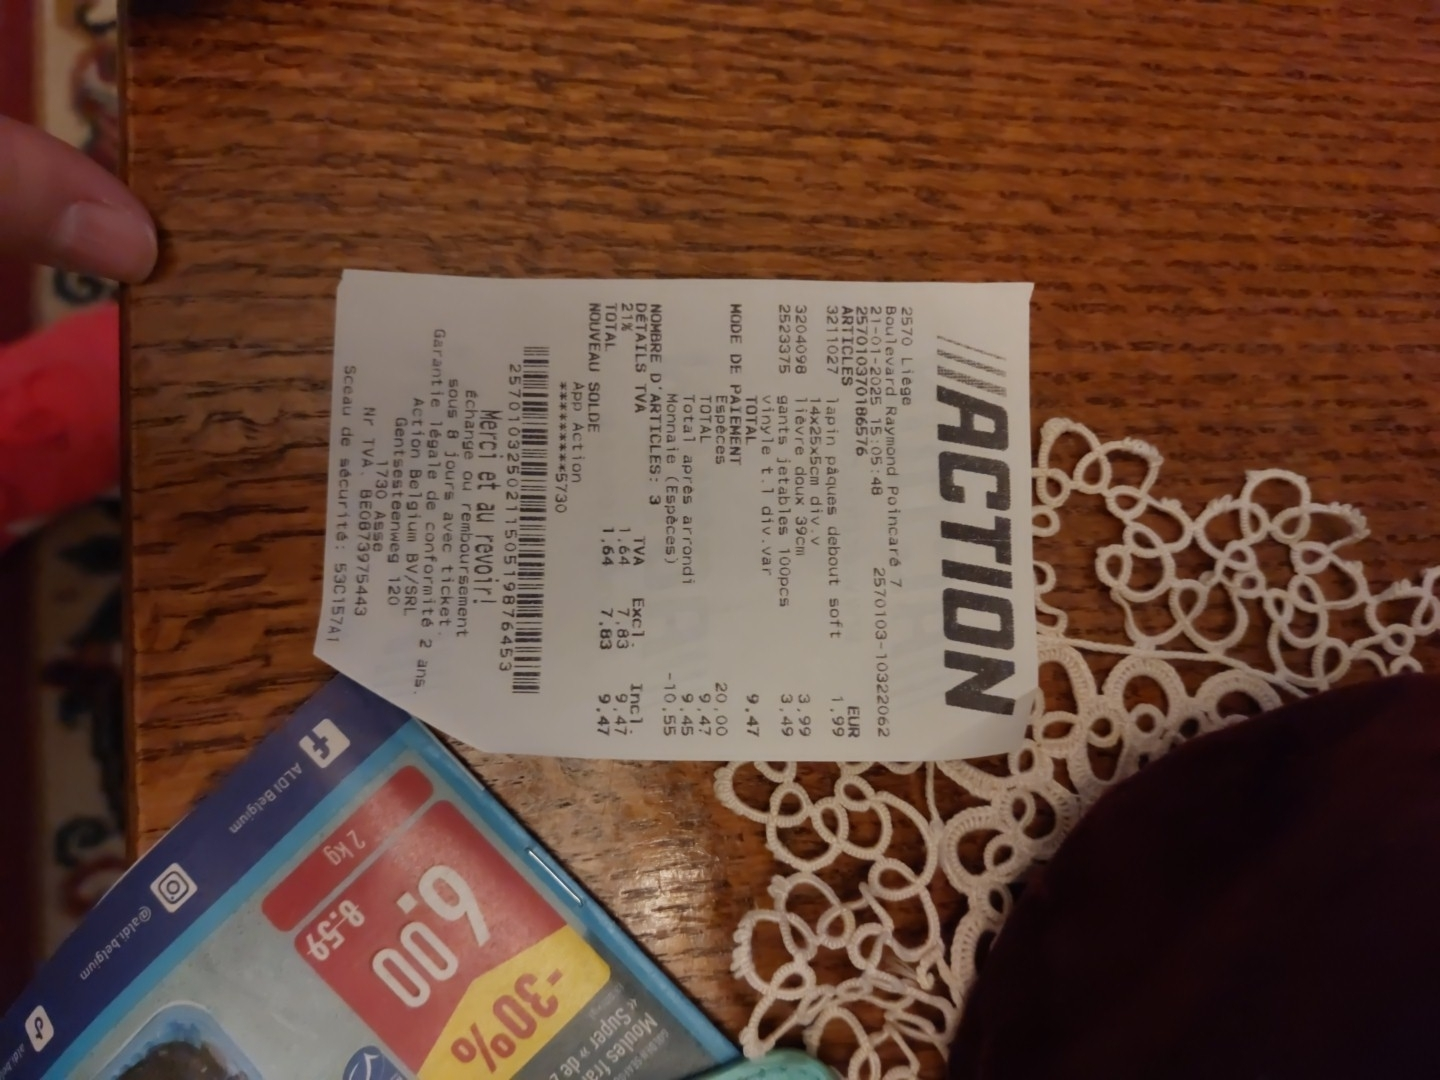 ACTION
2570 Liège
Boulevard Raymond Poincaré 7
21-01-2025 15:05:48 2570103-10322062
257010370186576
ARTICLES EUR
3211027 lapin pâques debout soft 1,99
14x25x5cm div.v
3204098 lièvre doux 39cm 3,99
2523375 gants jetables 100pcs 3,49
vinyle t.l div.var
TOTAL 9.47
MODE DE PAIEMENT
Espèces 20.00
TOTAL 9.47
Total après arrondi 9.45
Monnaie (Espèces) -10.55
NOMBRE D'ARTICLES: 3
DÉTAILS TVA TVA Excl. Incl.
21% 1,64 7,83 9,47
TOTAL 1.64 7.83 9.47
NOUVEAU SOLDE
App Action
*********5730
257010325021150519876453
Merci et au revoir!
échange ou remboursement
sous 8 jours avec ticket.
Garantie légale de conformité 2 ans.
Action Belgium BV/SRL
Gentsesteenweg 120
1730 Asse
Nr TVA. BE0873975443
Sceau de sécurité: 53C157A1
ALDI Belgium
@aldi.belgium
2 kg
8.59
6.00
-30%
Moules
« Super » de